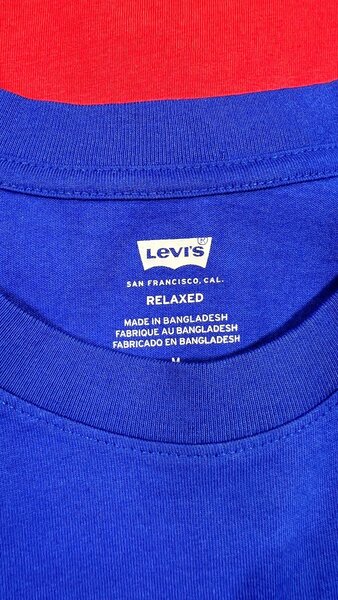 LEVI'S®
SAN FRANCISCO, CAL.
RELAXED
MADE IN BANGLADESH
FABRIQUE AU BANGLADESH
FABRICADO EN BANGLADESH
M